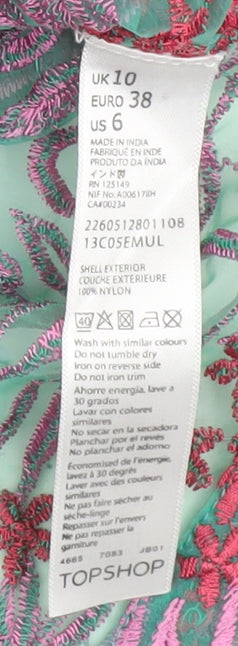 UK 10
EURO 38
US 6
MADE IN INDIA
FABRIQUÉ EN INDE
PRODUTO DA ÍNDIA
インド製
RN 125149
NIF No. A0061781H
CA#00234
2260512801108
13C05EMUL
SHELL EXTERIOR
COUCHE EXTÉRIEURE
100% NYLON
40
Wash with similar colours
Do not tumble dry
Iron on reverse side
Do not iron trim
Ahorre energía, lave a
30 grados
Lavar con colores
similares
No secar en la secadora
Planchar por el revés
No planchar el adorno
Économised de l'énergie,
lavez à 30 degrés
Laver avec des couleurs
similaires
Ne pas faire sécher au
sèche-linge
Repasser sur l'envers
Ne pas repasser la
garniture
4665 7083 JB01
TOPSHOP